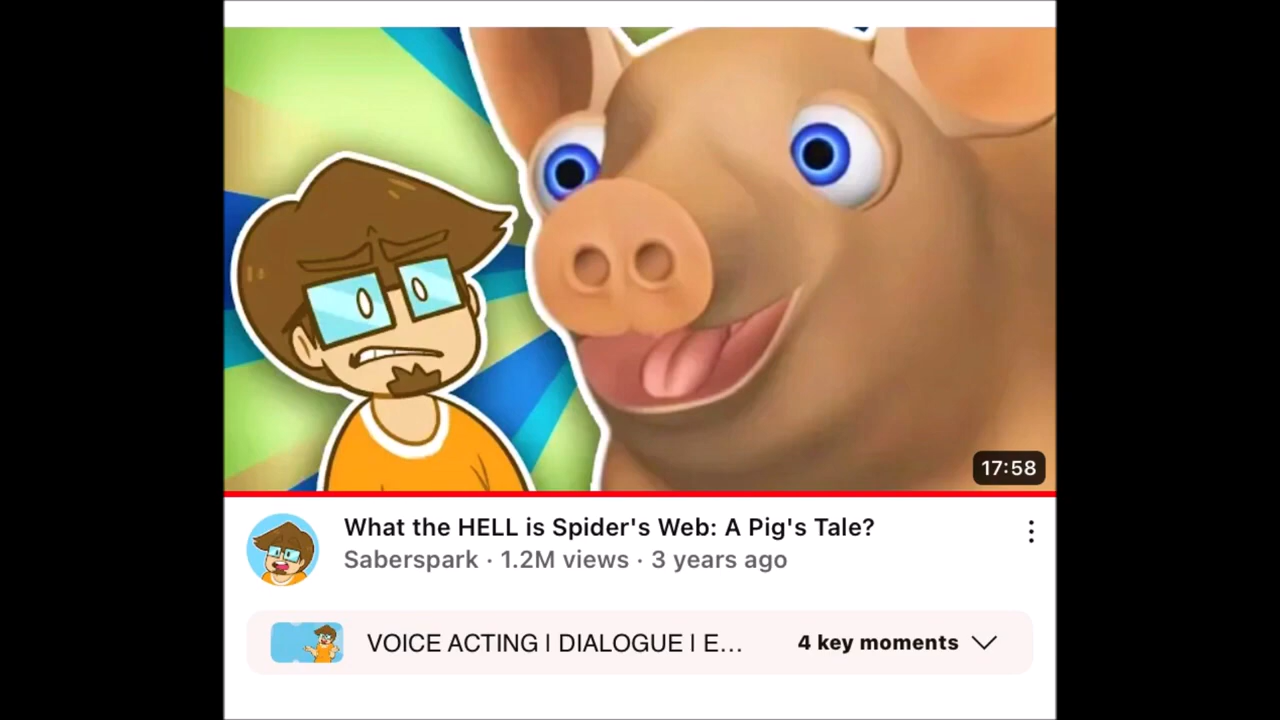 17:58
What the HELL is Spider's Web: A Pig's Tale?
Saberspark · 1.2M views · 3 years ago
VOICE ACTING | DIALOGUE | E... 4 key moments